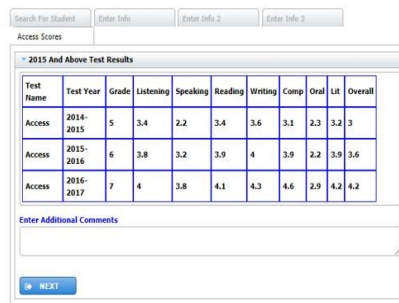 Search For Student Enter Info Enter Info 2 Enter Info 3
Access Scores
2015 And Above Test Results
Test Name Test Year Grade Listening Speaking Reading Writing Comp Oral Lit Overall
Access 2014-2015 5 3.4 2.2 3.4 3.6 3.1 2.3 3.2 3
Access 2015-2016 6 3.8 3.2 3.9 4 3.9 2.2 3.9 3.6
Access 2016-2017 7 4 3.8 4.1 4.3 4.6 2.9 4.2 4.2
Enter Additional Comments
NEXT